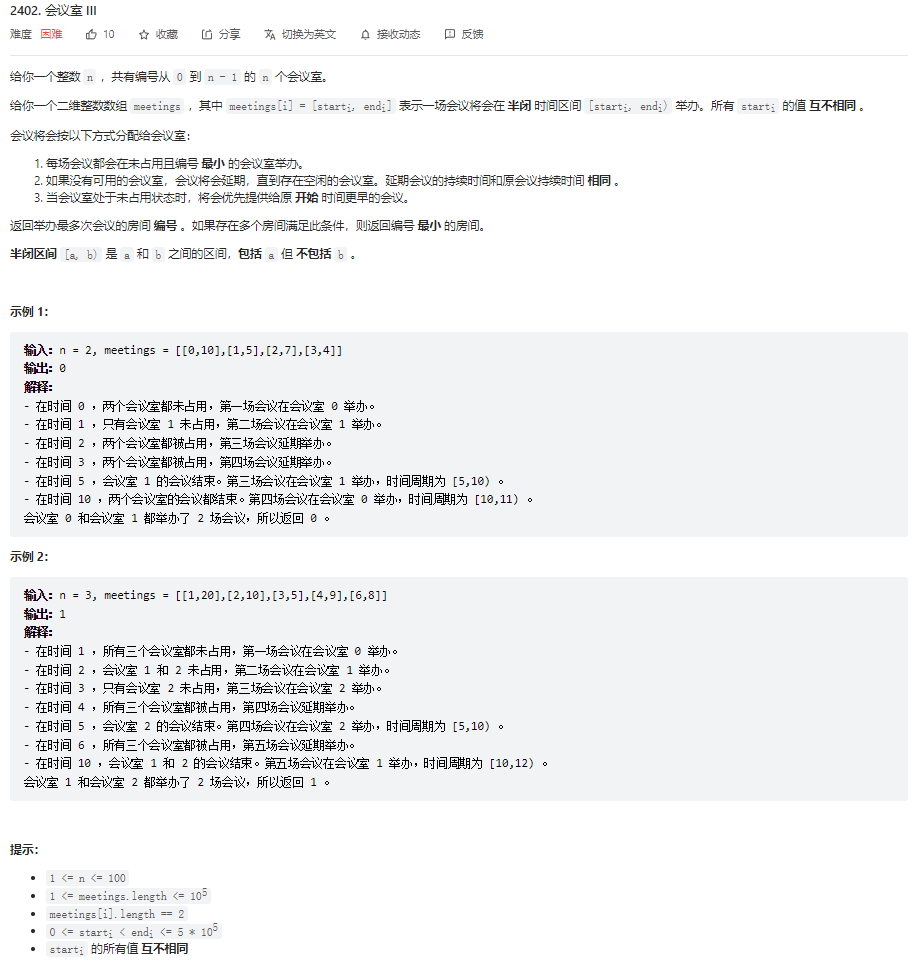 2402. 会议室 III
难度 困难 10 收藏 分享 切换为英文 接收动态 反馈
给你一个整数 n ，共有编号从 0 到 n - 1 的 n 个会议室。
给你一个二维整数数组 meetings ，其中 meetings[i] = [startᵢ, endᵢ] 表示一场会议将会在 半闭 时间区间 [startᵢ, endᵢ) 举办。所有 startᵢ 的值 互不相同 。
会议将会按以下方式分配给会议室：
1. 每场会议都会在未占用且编号 最小 的会议室举办。
2. 如果没有可用的会议室，会议将会延期，直到存在空闲的会议室。延期会议的持续时间和原会议持续时间 相同 。
3. 当会议室处于未占用状态时，将会优先提供给原 开始 时间更早的会议。
返回举办最多次会议的房间 编号 。如果存在多个房间满足此条件，则返回编号 最小 的房间。
半闭区间 [a, b) 是 a 和 b 之间的区间，包括 a 但 不包括 b 。
示例 1：
输入：n = 2, meetings = [[0,10],[1,5],[2,7],[3,4]]
输出：0
解释：
- 在时间 0 ，两个会议室都未占用，第一场会议在会议室 0 举办。
- 在时间 1 ，只有会议室 1 未占用，第二场会议在会议室 1 举办。
- 在时间 2 ，两个会议室都被占用，第三场会议延期举办。
- 在时间 3 ，两个会议室都被占用，第四场会议延期举办。
- 在时间 5 ，会议室 1 的会议结束。第三场会议在会议室 1 举办，时间周期为 [5,10) 。
- 在时间 10 ，两个会议室的会议都结束。第四场会议在会议室 0 举办，时间周期为 [10,11) 。
会议室 0 和会议室 1 都举办了 2 场会议，所以返回 0 。
示例 2：
输入：n = 3, meetings = [[1,20],[2,10],[3,5],[4,9],[6,8]]
输出：1
解释：
- 在时间 1 ，所有三个会议室都未占用，第一场会议在会议室 0 举办。
- 在时间 2 ，会议室 1 和 2 未占用，第二场会议在会议室 1 举办。
- 在时间 3 ，只有会议室 2 未占用，第三场会议在会议室 2 举办。
- 在时间 4 ，所有三个会议室都被占用，第四场会议延期举办。
- 在时间 5 ，会议室 2 的会议结束。第四场会议在会议室 2 举办，时间周期为 [5,10) 。
- 在时间 6 ，所有三个会议室都被占用，第五场会议延期举办。
- 在时间 10 ，会议室 1 和 2 的会议结束。第五场会议在会议室 1 举办，时间周期为 [10,12) 。
会议室 1 和会议室 2 都举办了 2 场会议，所以返回 1 。
提示：
• 1 <= n <= 100
• 1 <= meetings.length <= 10⁵
• meetings[i].length == 2
• 0 <= startᵢ < endᵢ <= 5 * 10⁵
• startᵢ 的所有值 互不相同